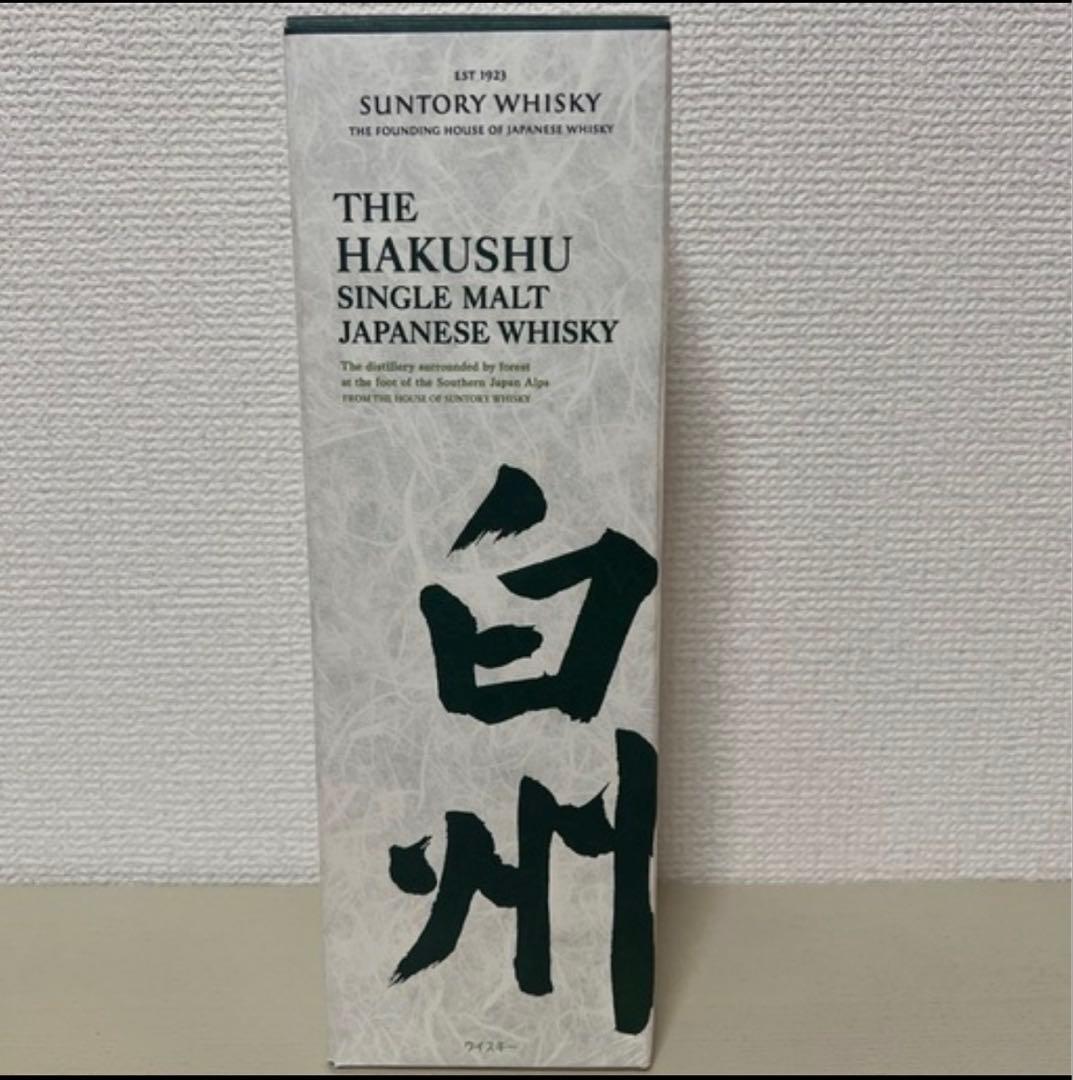 EST 1923
SUNTORY WHISKY
THE FOUNDING HOUSE OF JAPANESE WHISKY
THE
HAKUSHU
SINGLE MALT
JAPANESE WHISKY
The distillery surrounded by forest
at the foot of the Southern Japan Alps
FROM THE HOUSE OF SUNTORY WHISKY
白
州
ウイスキー